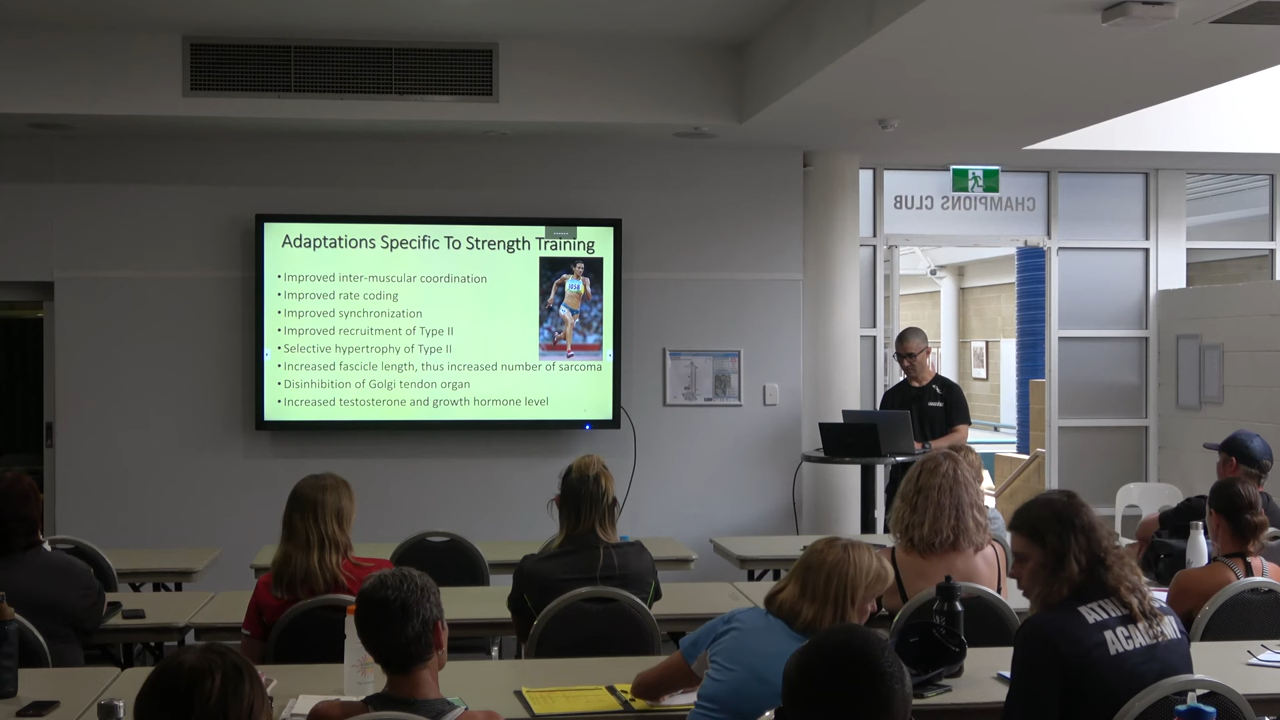 CHAMPIONS CLUB
Adaptations Specific To Strength Training
• Improved inter-muscular coordination
• Improved rate coding
• Improved synchronization
• Improved recruitment of Type II
• Selective hypertrophy of Type II
• Increased fascicle length, thus increased number of sarcoma
• Disinhibition of Golgi tendon organ
• Increased testosterone and growth hormone level
1058
ACADEMY